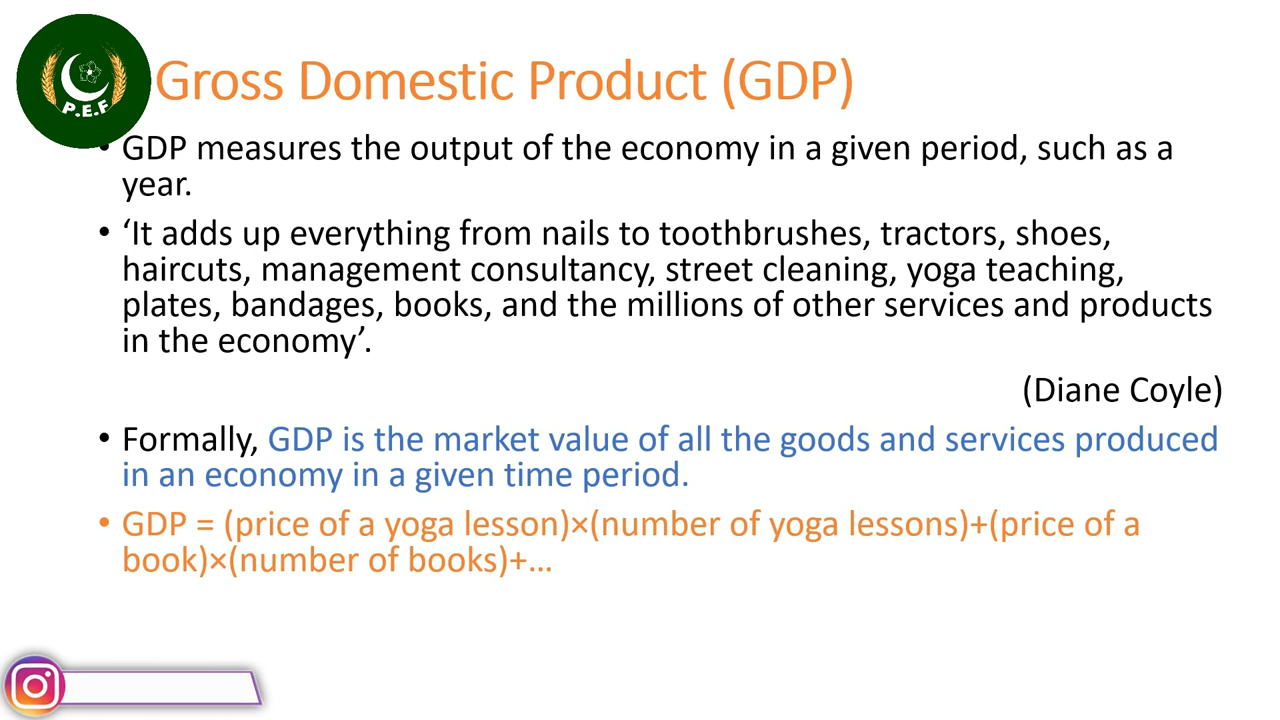 P.E.F
Gross Domestic Product (GDP)
• GDP measures the output of the economy in a given period, such as a
year.
• ‘It adds up everything from nails to toothbrushes, tractors, shoes,
haircuts, management consultancy, street cleaning, yoga teaching,
plates, bandages, books, and the millions of other services and products
in the economy’.
(Diane Coyle)
• Formally, GDP is the market value of all the goods and services produced
in an economy in a given time period.
• GDP = (price of a yoga lesson)×(number of yoga lessons)+(price of a
book)×(number of books)+...